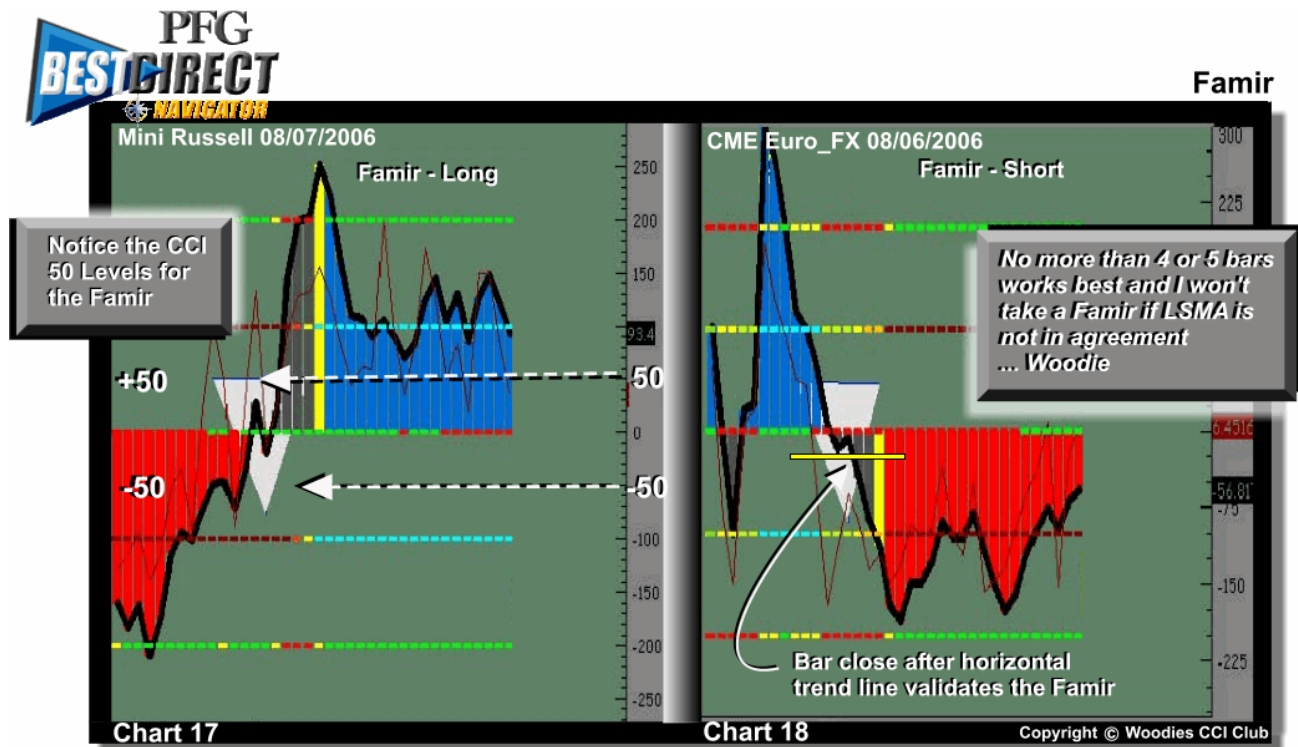 PFG
BESTDIRECT
NAVIGATOR
Famir
Mini Russell 08/07/2006
Famir - Long
Notice the CCI
50 Levels for
the Famir
+50
-50
250
200
150
100
93.4
50
0
-50
-100
-150
-200
-250
Chart 17
CME Euro_FX 08/06/2006
Famir - Short
300
225
No more than 4 or 5 bars
works best and I won't
take a Famir if LSMA is
not in agreement
... Woodie
6.4516
-56.817
-75
-150
-225
Bar close after horizontal
trend line validates the Famir
Chart 18
Copyright © Woodies CCI Club